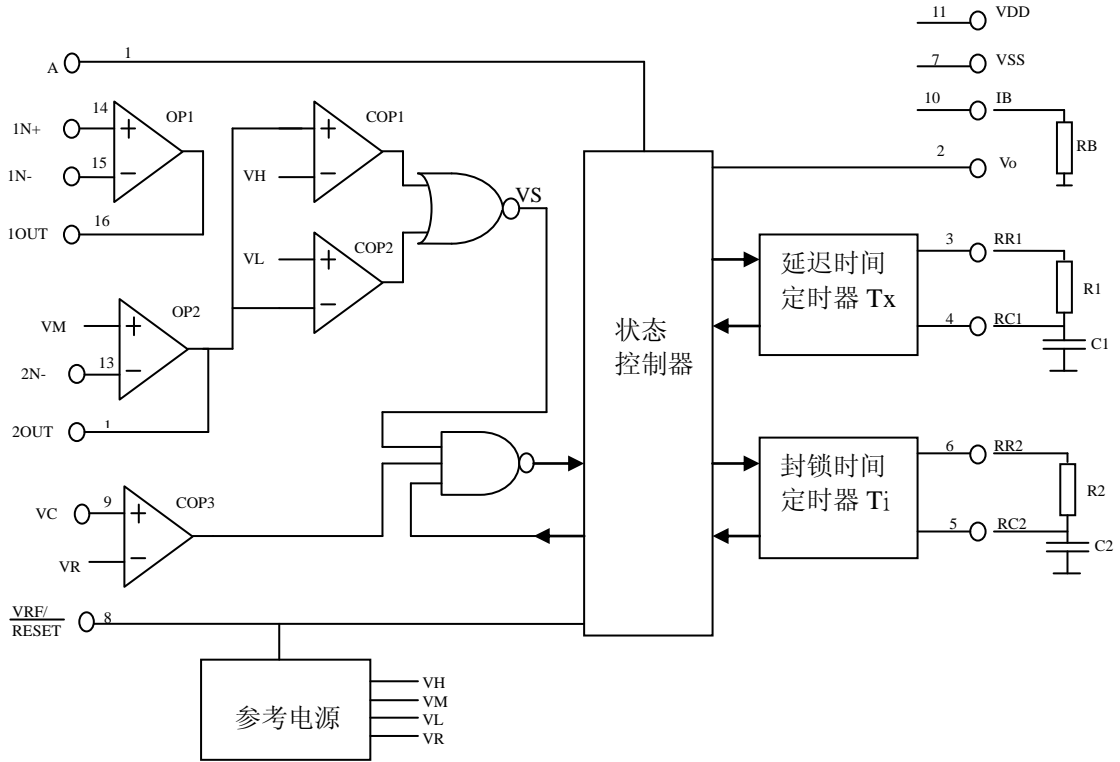 11
VDD
1
A
7
VSS
10
IB
RB
14
OP1
1N+
15
1N-
16
1OUT
COP1
VH
VS
2
Vo
COP2
VL
3
RR1
延迟时间
定时器 Tx
R1
4
RC1
C1
OP2
VM
13
2N-
1
2OUT
状态
控制器
6
RR2
封锁时间
定时器 Ti
R2
5
RC2
C2
9
COP3
VC
VR
VRF/
RESET
8
参考电源
VH
VM
VL
VR